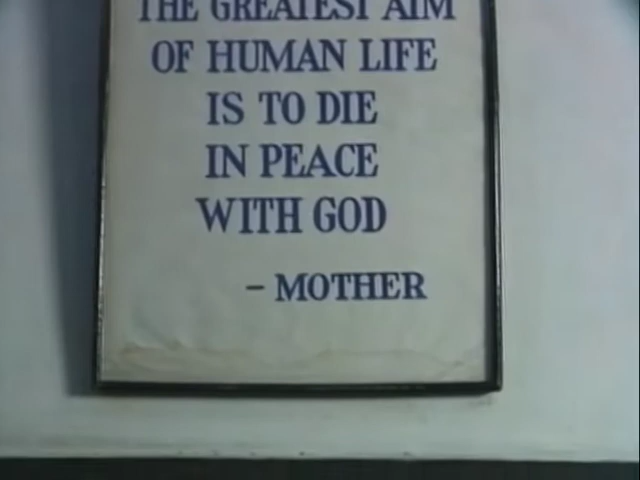 THE GREATEST AIM
OF HUMAN LIFE
IS TO DIE
IN PEACE
WITH GOD
– MOTHER